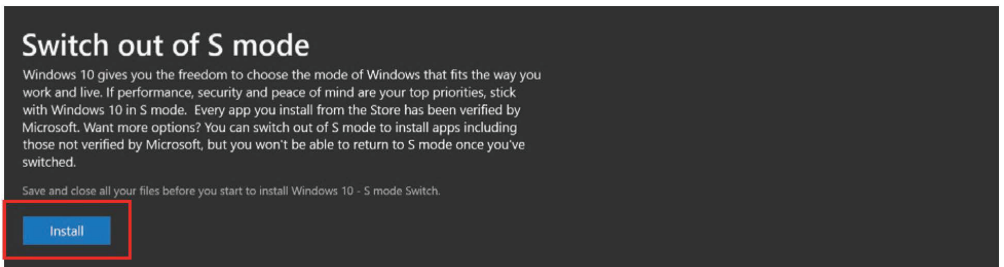 Switch out of S mode
Windows 10 gives you the freedom to choose the mode of Windows that fits the way you
work and live. If performance, security and peace of mind are your top priorities, stick
with Windows 10 in S mode.  Every app you install from the Store has been verified by
Microsoft. Want more options? You can switch out of S mode to install apps including
those not verified by Microsoft, but you won't be able to return to S mode once you've
switched.
Save and close all your files before you start to install Windows 10 - S mode Switch.
Install